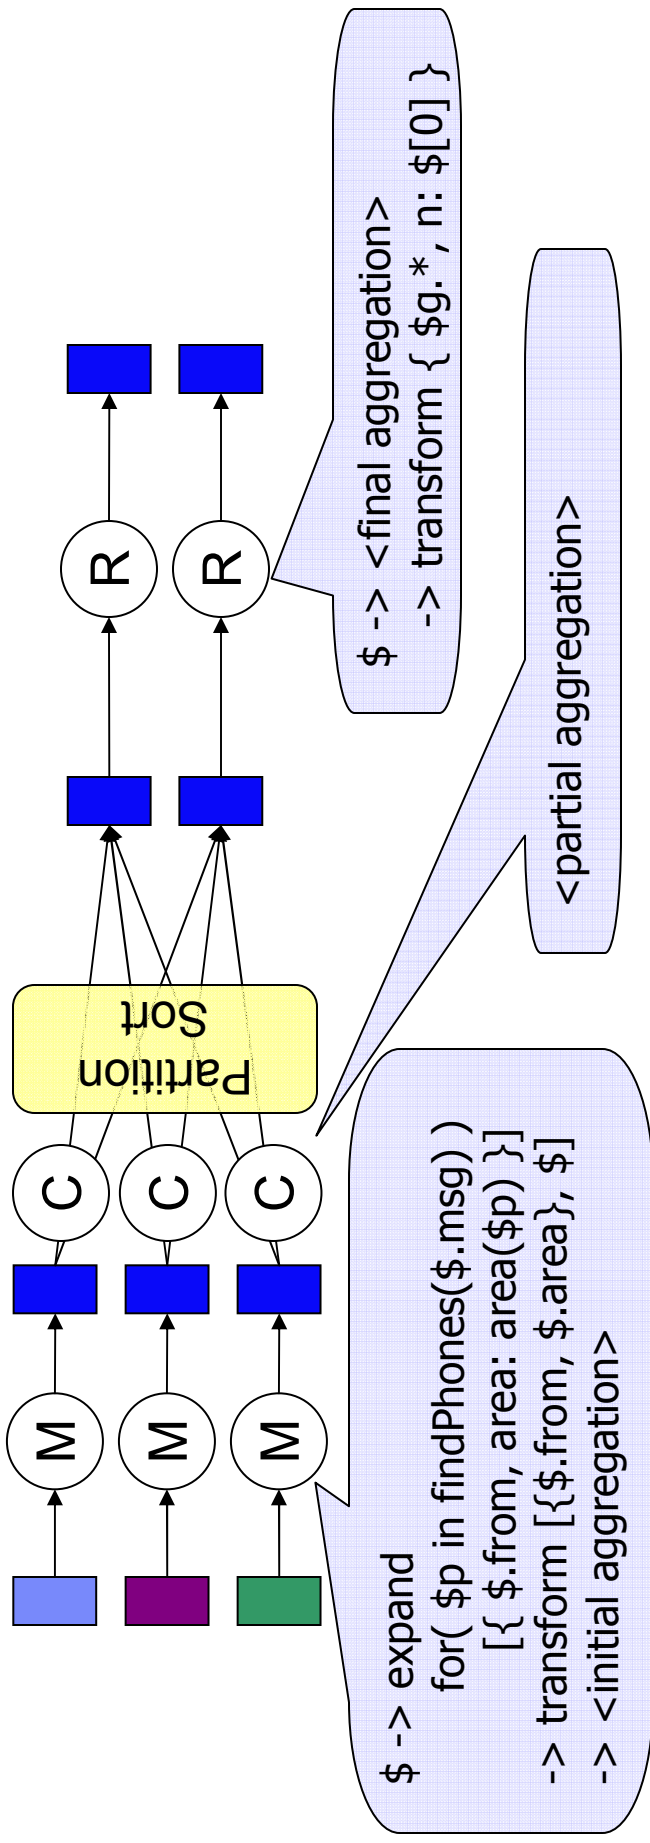 M
M
M
C
C
C
Partition
Sort
R
R
$ -> expand
for( $p in findPhones($.msg) )
[{ $.from, area: area($p) }]
-> transform [{$.from, $.area}, $]
-> <initial aggregation>
<partial aggregation>
$ -> <final aggregation>
-> transform { $g.*, n: $[0] }